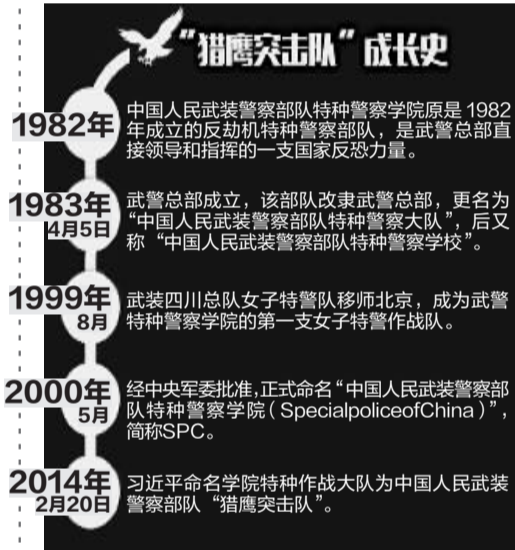 “猎鹰突击队”成长史
1982年
中国人民武装警察部队特种警察学院原是1982
年成立的反劫机特种警察部队，是武警总部直
接领导和指挥的一支国家反恐力量。
1983年
4月5日
武警总部成立，该部队改隶武警总部，更名为
“中国人民武装警察部队特种警察大队”，后又
称“中国人民武装警察部队特种警察学校”。
1999年
8月
武装四川总队女子特警队移师北京，成为武警
特种警察学院的第一支女子特警作战队。
2000年
5月
经中央军委批准，正式命名“中国人民武装警察部
队特种警察学院（SpecialpoliceofChina）”，
简称SPC。
2014年
2月20日
习近平命名学院特种作战大队为中国人民武装
警察部队“猎鹰突击队”。